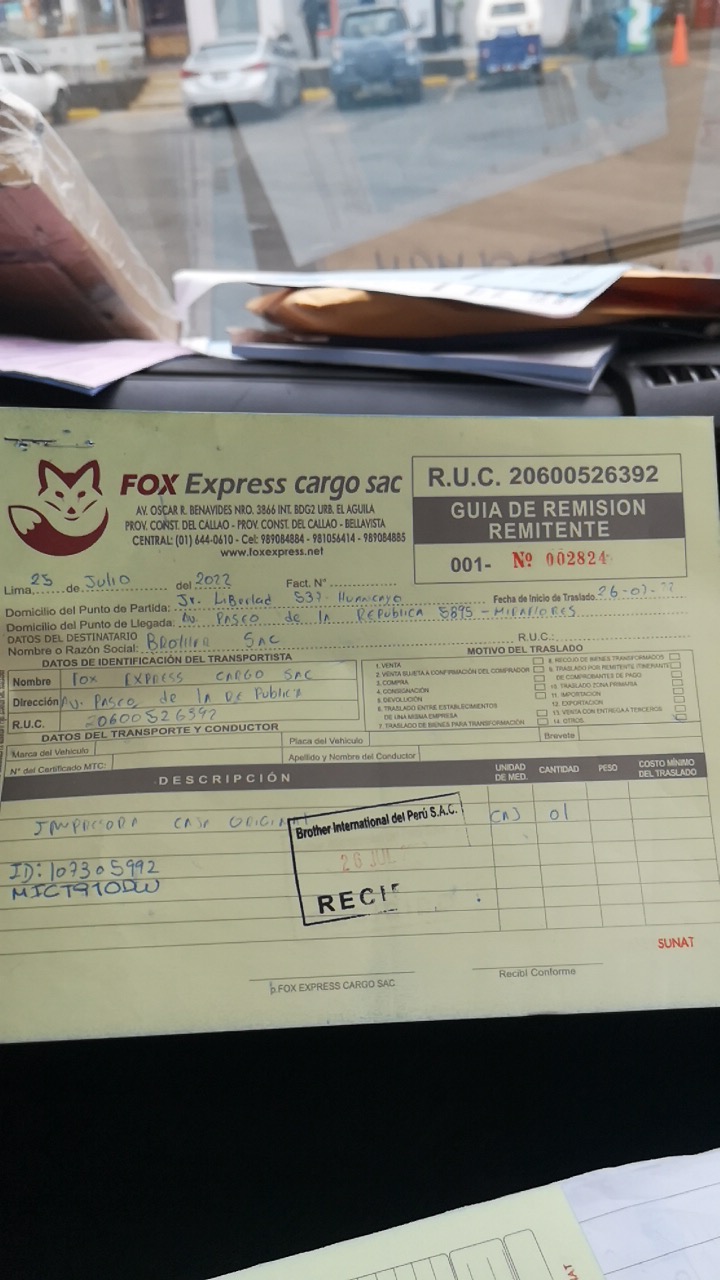 FOX Express cargo sac
AV. OSCAR R. BENAVIDES NRO. 3866 INT. BDG2 URB. EL AGUILA
PROV. CONST. DEL CALLAO - PROV. CONST. DEL CALLAO - BELLAVISTA
CENTRAL: (01) 644-0610 - Cel: 989084884 - 981056414 - 989084885
www.foxexpress.net
R.U.C. 20600526392
GUIA DE REMISION
REMITENTE
001- Nº 002824
Lima, 25 de Julio del 2022 Fact. N°
Domicilio del Punto de Partida: Jr. Libertad 537 Huancayo Fecha de Inicio de Traslado 26-07-22
Domicilio del Punto de Llegada: Av. Paseo de la Republica 5895 - Miraflores
DATOS DEL DESTINATARIO
Nombre o Razón Social: Brother SAC R.U.C.:
DATOS DE IDENTIFICACIÓN DEL TRANSPORTISTA
Nombre Fox EXPRESS CARGO SAC
Dirección Av. Paseo de la Republica
R.U.C. 20600526392
MOTIVO DEL TRASLADO
1. VENTA
2. VENTA SUJETA A CONFIRMACIÓN DEL COMPRADOR
3. COMPRA
4. CONSIGNACIÓN
5. DEVOLUCIÓN
6. TRASLADO ENTRE ESTABLECIMIENTOS
DE UNA MISMA EMPRESA
7. TRASLADO DE BIENES PARA TRANSFORMACIÓN
8. RECOJO DE BIENES TRANSFORMADOS
9. TRASLADO POR REMITENTE ITINERANTE
DE COMPROBANTES DE PAGO
10. TRASLADO ZONA PRIMARIA
11. IMPORTACIÓN
12. EXPORTACIÓN
13. VENTA CON ENTREGA A TERCEROS
14. OTROS
DATOS DEL TRANSPORTE Y CONDUCTOR
Marca del Vehículo Placa del Vehículo Brevete
N° del Certificado MTC: Apellido y Nombre del Conductor
DESCRIPCIÓN UNIDAD DE MED. CANTIDAD PESO COSTO MÍNIMO DEL TRASLADO
Impresora caja original CAJ 01
ID: 107305992
MICT910DW
Brother International del Perú S.A.C.
26 JUL
RECI
SUNAT
p.FOX EXPRESS CARGO SAC
Recibí Conforme